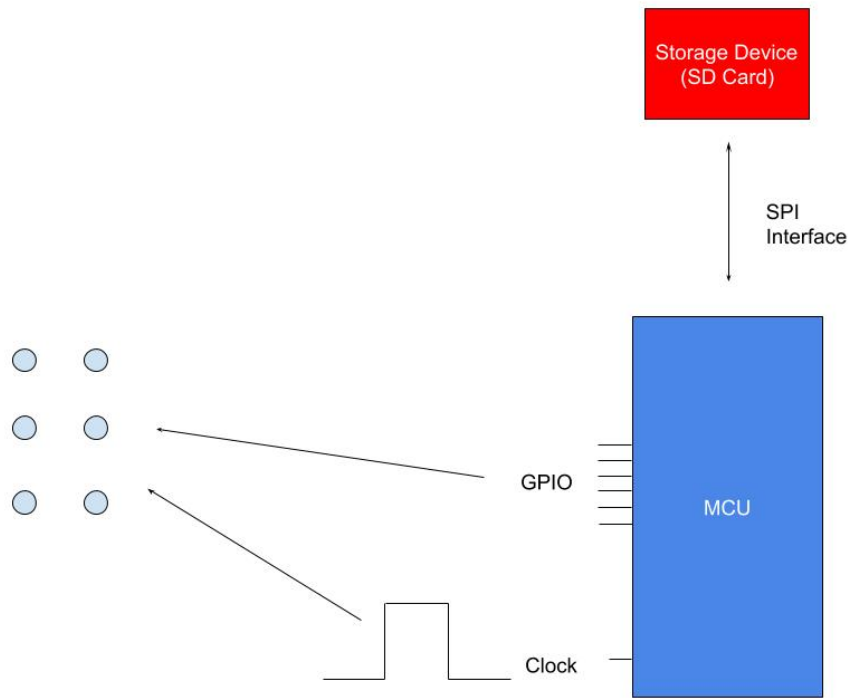 Storage Device
(SD Card)
SPI
Interface
GPIO
MCU
Clock